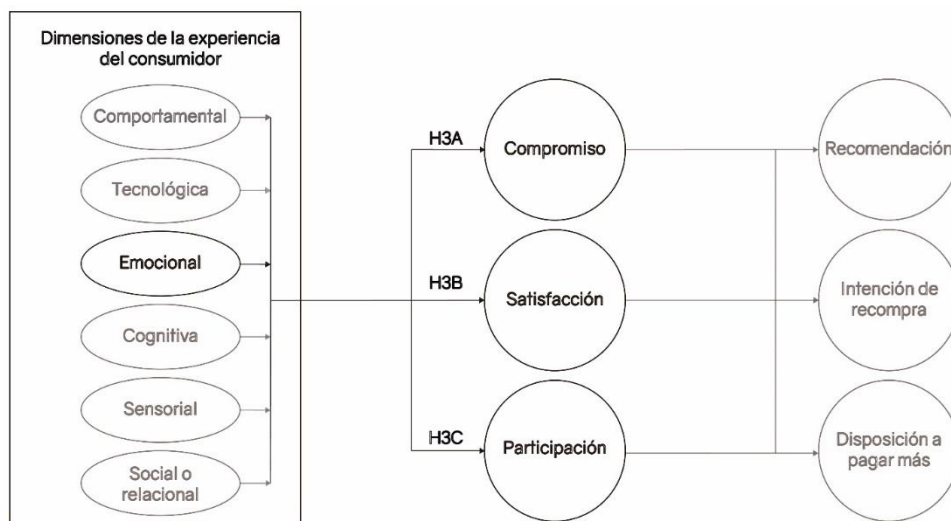 Dimensiones de la experiencia
del consumidor
Comportamental
Tecnológica
Emocional
Cognitiva
Sensorial
Social o
relacional
H3A
H3B
H3C
Compromiso
Satisfacción
Participación
Recomendación
Intención de
recompra
Disposición a
pagar más